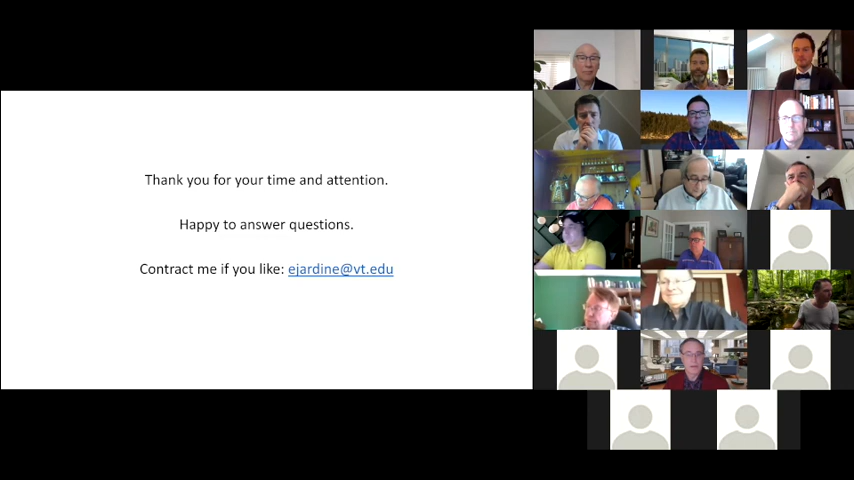 Thank you for your time and attention.
Happy to answer questions.
Contract me if you like: ejardine@vt.edu